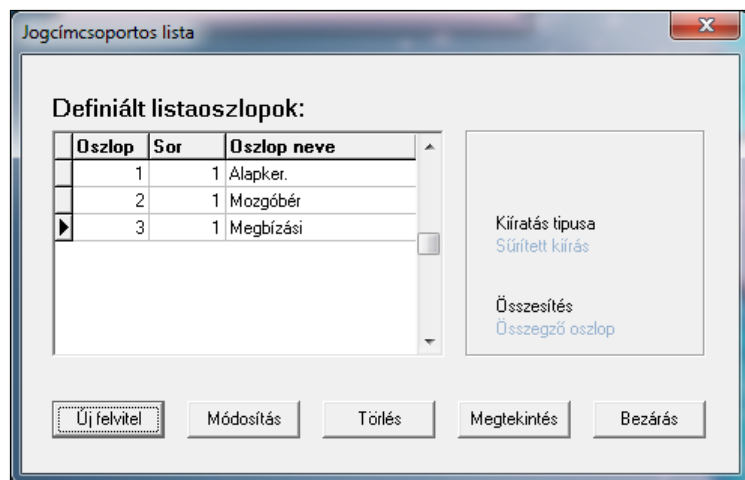 Jogcímcsoportos lista
Definiált listaoszlopok:
Oszlop Sor Oszlop neve
1 1 Alapker.
2 1 Mozgóbér
3 1 Megbízási
Kiíratás tipusa
Sűrített kiírás
Összesítés
Összegző oszlop
Új felvitel Módosítás Törlés Megtekintés Bezárás